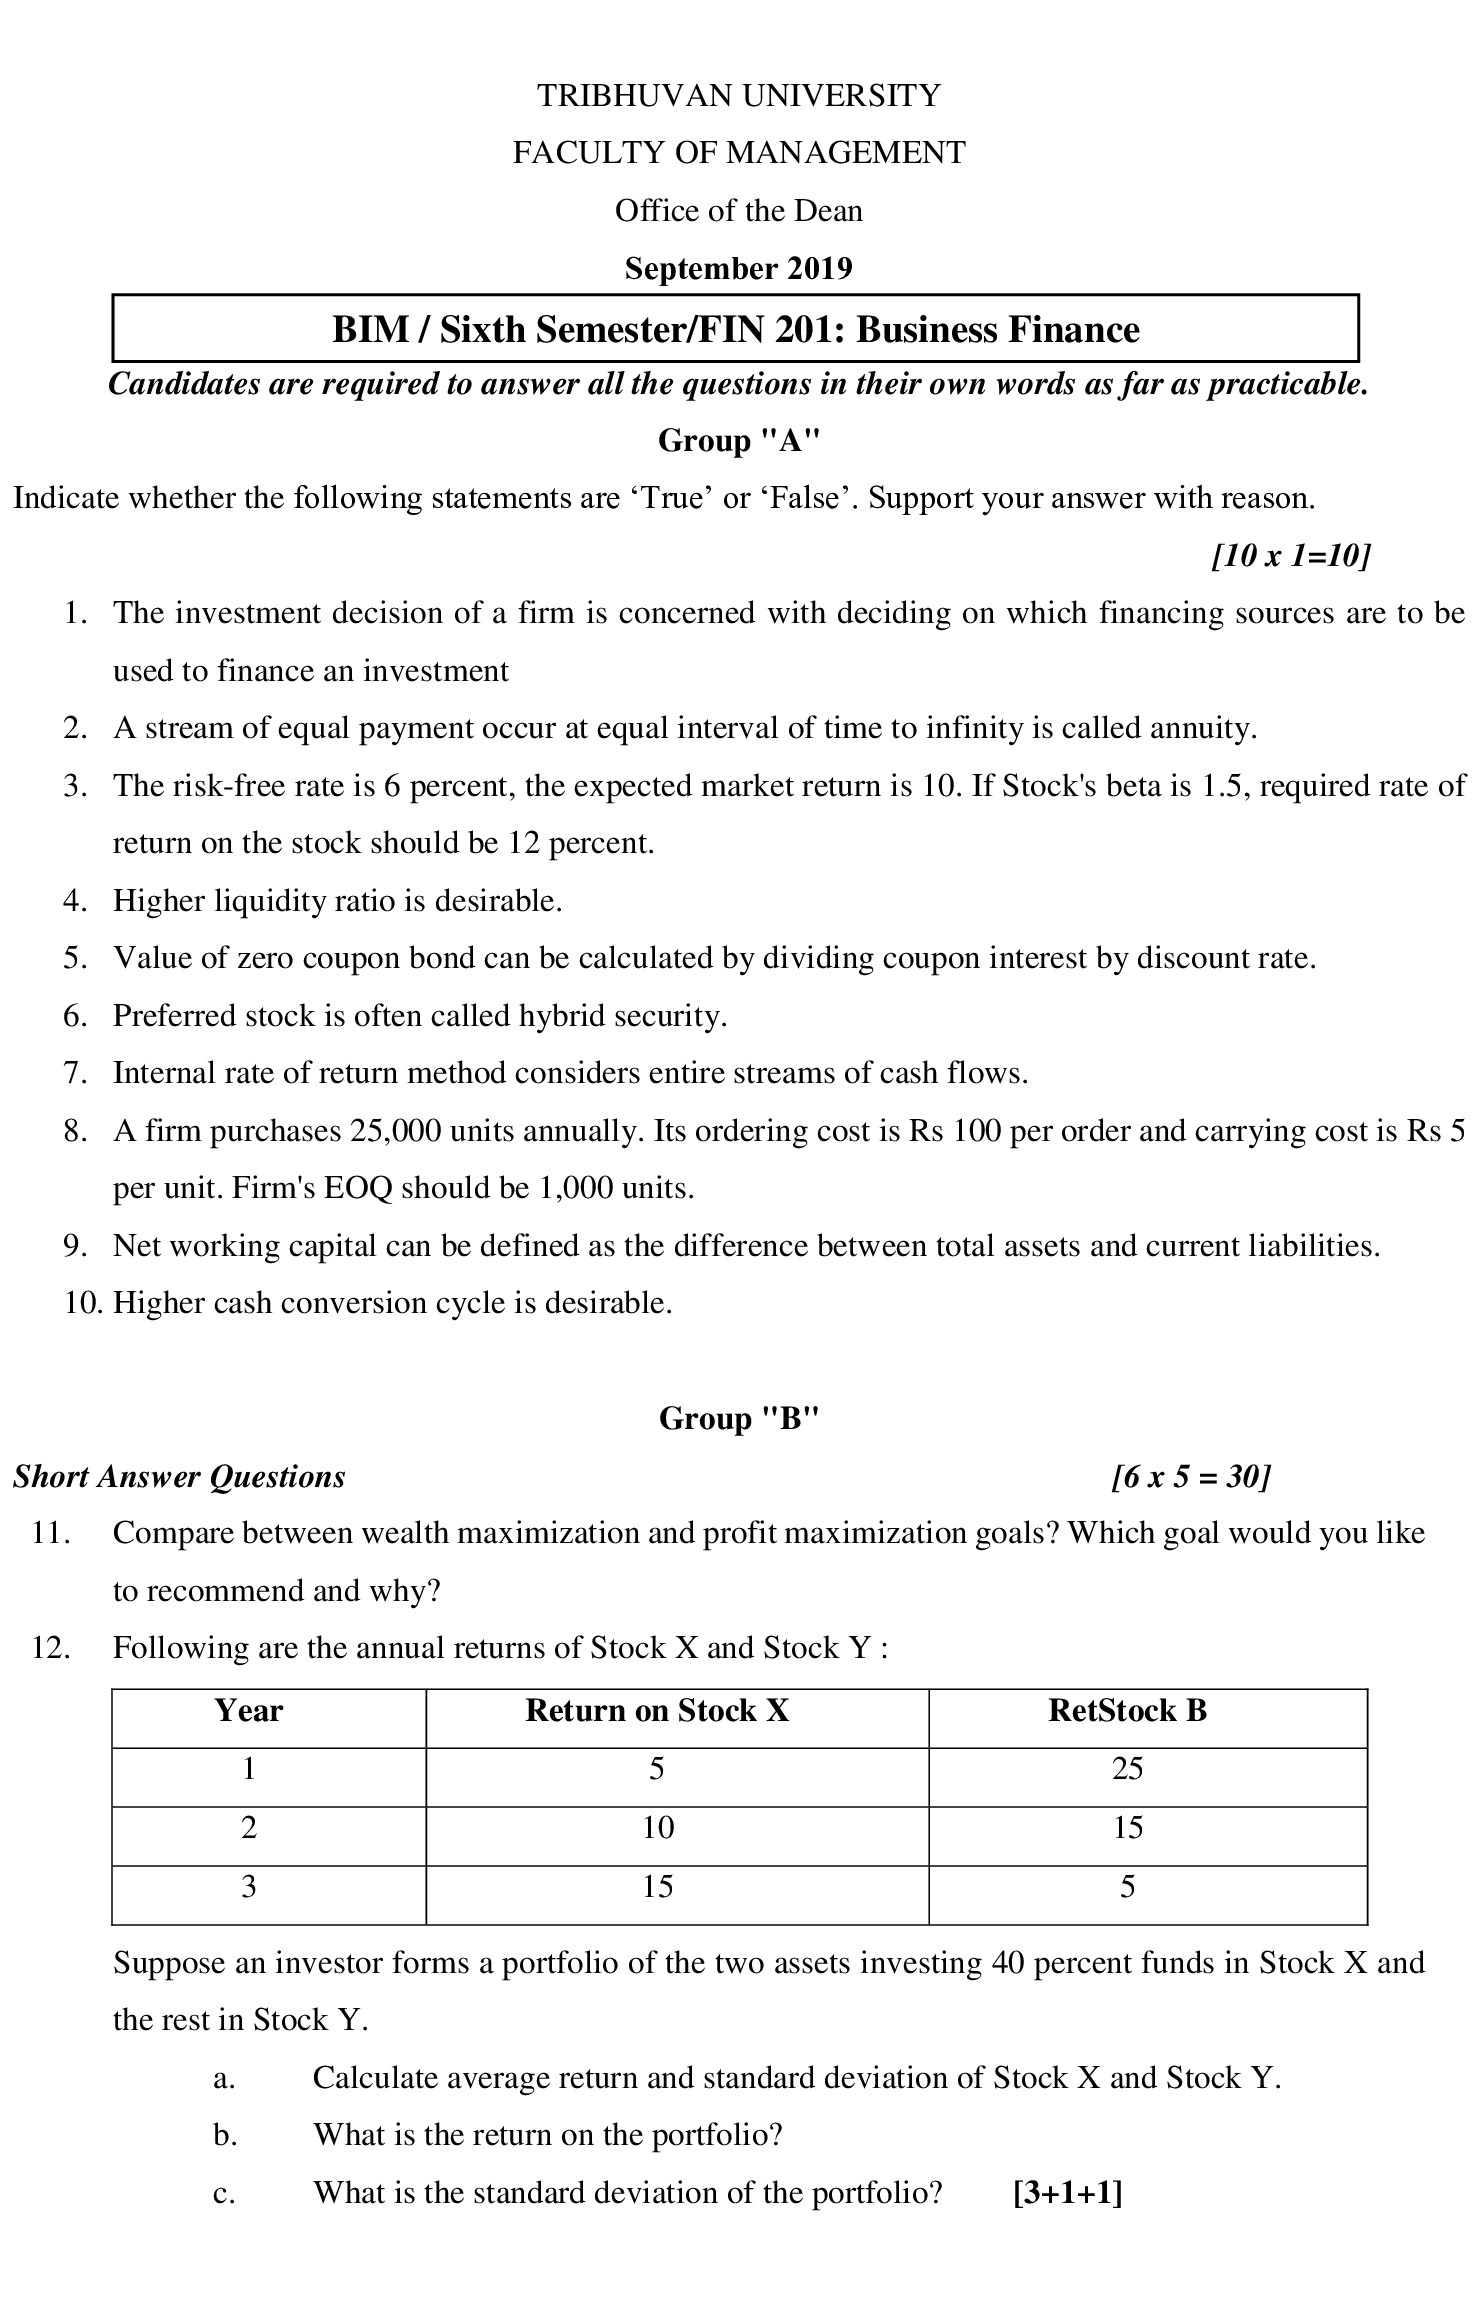 TRIBHUVAN UNIVERSITY
FACULTY OF MANAGEMENT
Office of the Dean
September 2019
BIM / Sixth Semester/FIN 201: Business Finance
Candidates are required to answer all the questions in their own words as far as practicable.
Group "A"
Indicate whether the following statements are ‘True’ or ‘False’. Support your answer with reason.
[10 x 1=10]
1. The investment decision of a firm is concerned with deciding on which financing sources are to be
used to finance an investment
2. A stream of equal payment occur at equal interval of time to infinity is called annuity.
3. The risk-free rate is 6 percent, the expected market return is 10. If Stock's beta is 1.5, required rate of
return on the stock should be 12 percent.
4. Higher liquidity ratio is desirable.
5. Value of zero coupon bond can be calculated by dividing coupon interest by discount rate.
6. Preferred stock is often called hybrid security.
7. Internal rate of return method considers entire streams of cash flows.
8. A firm purchases 25,000 units annually. Its ordering cost is Rs 100 per order and carrying cost is Rs 5
per unit. Firm's EOQ should be 1,000 units.
9. Net working capital can be defined as the difference between total assets and current liabilities.
10. Higher cash conversion cycle is desirable.
Group "B"
Short Answer Questions [6 x 5 = 30]
11. Compare between wealth maximization and profit maximization goals? Which goal would you like
to recommend and why?
12. Following are the annual returns of Stock X and Stock Y :
Year Return on Stock X RetStock B
1 5 25
2 10 15
3 15 5
Suppose an investor forms a portfolio of the two assets investing 40 percent funds in Stock X and
the rest in Stock Y.
a. Calculate average return and standard deviation of Stock X and Stock Y.
b. What is the return on the portfolio?
c. What is the standard deviation of the portfolio? [3+1+1]